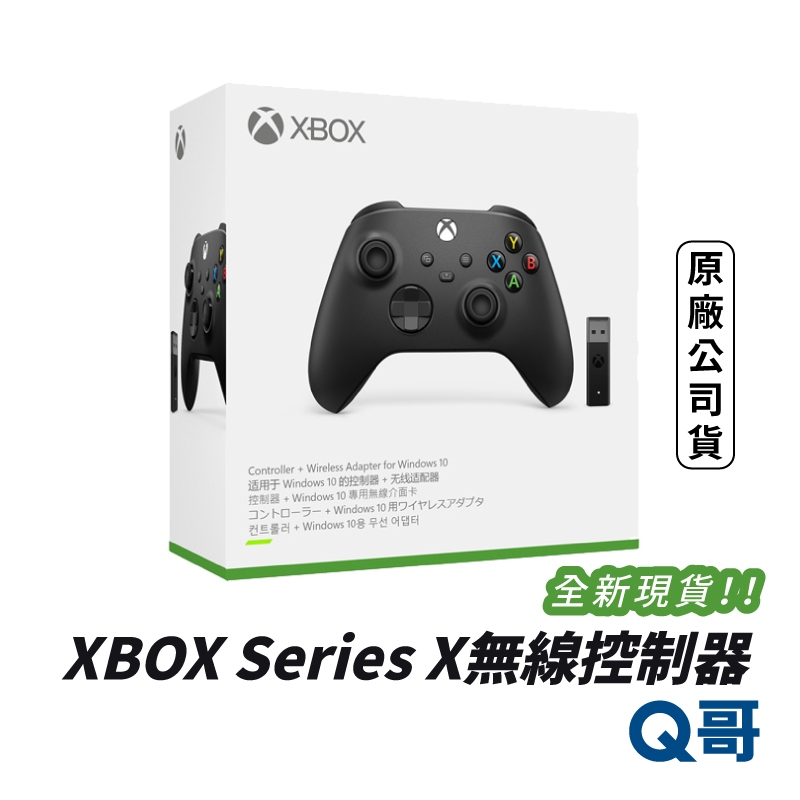 XBOX
Y
X
B
A
Controller + Wireless Adapter for Windows 10
适用于 Windows 10 的控制器 + 无线适配器
控制器 + Windows 10 專用無線介面卡
コントローラー + Windows 10 用ワイヤレスアダプタ
컨트롤러 + Windows 10용 무선 어댑터
原廠公司貨
全新現貨!!
XBOX Series X無線控制器
Q哥